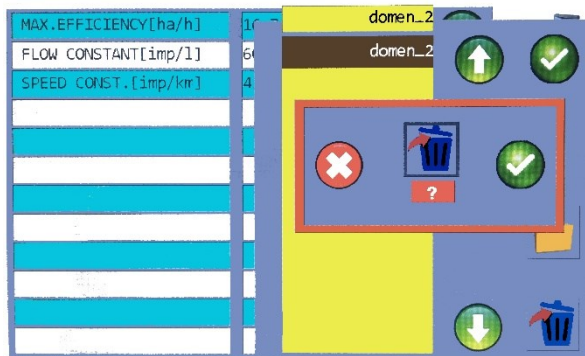 MAX.EFFICIENCY[ha/h]
FLOW CONSTANT[imp/l]
SPEED CONST.[imp/km]
domen_2
domen_2
?